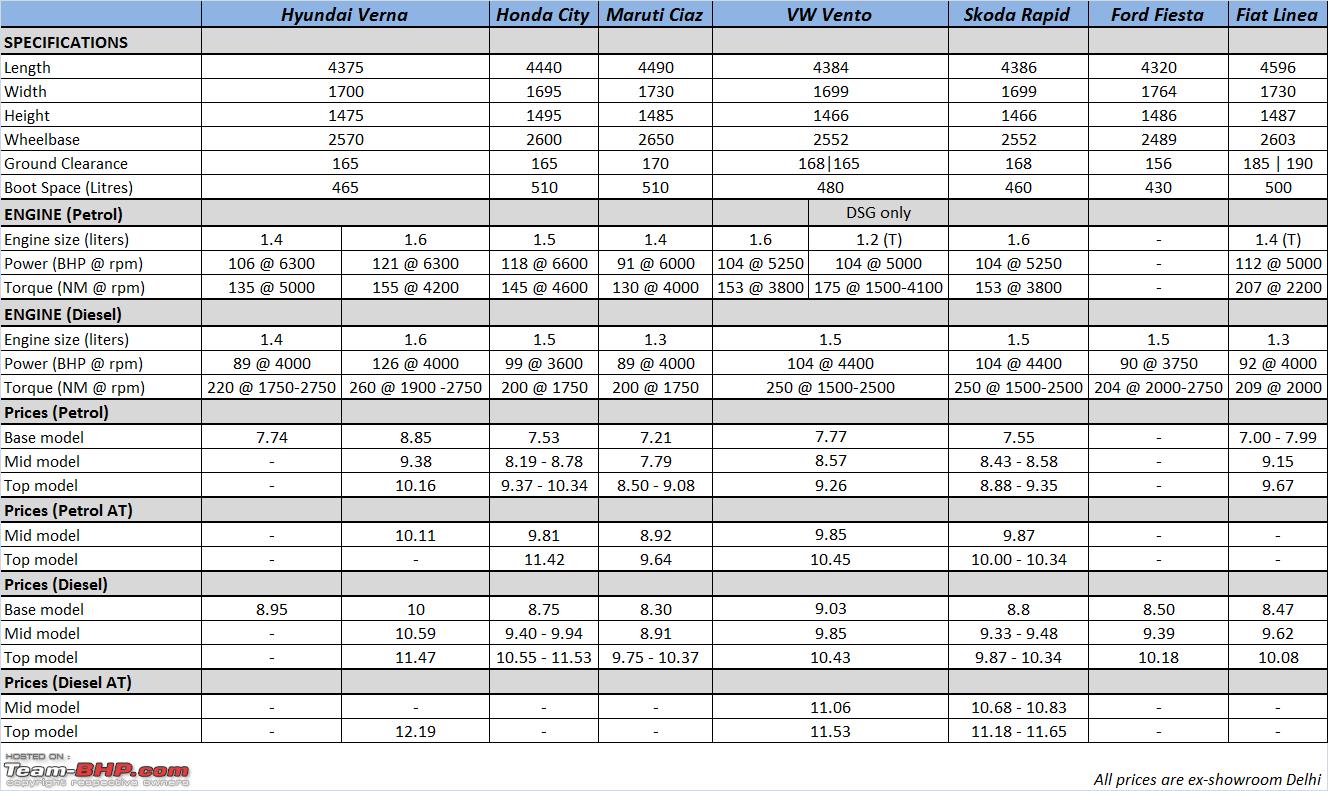 Hyundai Verna Honda City Maruti Ciaz VW Vento Skoda Rapid Ford Fiesta Fiat Linea
SPECIFICATIONS
Length 4375 4440 4490 4384 4386 4320 4596
Width 1700 1695 1730 1699 1699 1764 1730
Height 1475 1495 1485 1466 1466 1486 1487
Wheelbase 2570 2600 2650 2552 2552 2489 2603
Ground Clearance 165 165 170 168|165 168 156 185 | 190
Boot Space (Litres) 465 510 510 480 460 430 500
ENGINE (Petrol) DSG only
Engine size (liters) 1.4 1.6 1.5 1.4 1.6 1.2 (T) 1.6 - 1.4 (T)
Power (BHP @ rpm) 106 @ 6300 121 @ 6300 118 @ 6600 91 @ 6000 104 @ 5250 104 @ 5000 104 @ 5250 - 112 @ 5000
Torque (NM @ rpm) 135 @ 5000 155 @ 4200 145 @ 4600 130 @ 4000 153 @ 3800 175 @ 1500-4100 153 @ 3800 - 207 @ 2200
ENGINE (Diesel)
Engine size (liters) 1.4 1.6 1.5 1.3 1.5 1.5 1.5 1.3
Power (BHP @ rpm) 89 @ 4000 126 @ 4000 99 @ 3600 89 @ 4000 104 @ 4400 104 @ 4400 90 @ 3750 92 @ 4000
Torque (NM @ rpm) 220 @ 1750-2750 260 @ 1900 -2750 200 @ 1750 200 @ 1750 250 @ 1500-2500 250 @ 1500-2500 204 @ 2000-2750 209 @ 2000
Prices (Petrol)
Base model 7.74 8.85 7.53 7.21 7.77 7.55 - 7.00 - 7.99
Mid model - 9.38 8.19 - 8.78 7.79 8.57 8.43 - 8.58 - 9.15
Top model - 10.16 9.37 - 10.34 8.50 - 9.08 9.26 8.88 - 9.35 - 9.67
Prices (Petrol AT)
Mid model - 10.11 9.81 8.92 9.85 9.87 - -
Top model - - 11.42 9.64 10.45 10.00 - 10.34 - -
Prices (Diesel)
Base model 8.95 10 8.75 8.30 9.03 8.8 8.50 8.47
Mid model - 10.59 9.40 - 9.94 8.91 9.85 9.33 - 9.48 9.39 9.62
Top model - 11.47 10.55 - 11.53 9.75 - 10.37 10.43 9.87 - 10.34 10.18 10.08
Prices (Diesel AT)
Mid model - - - - 11.06 10.68 - 10.83 - -
Top model - 12.19 - - 11.53 11.18 - 11.65 - -
HOSTED ON :
Team-BHP.com
copyright respective owners
All prices are ex-showroom Delhi